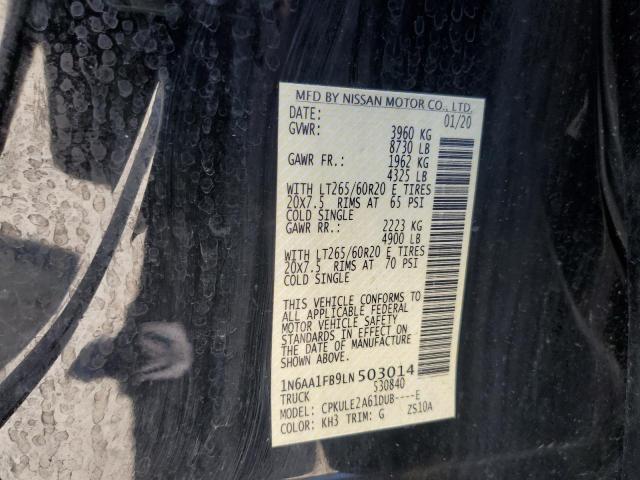 MFD BY NISSAN MOTOR CO., LTD.
DATE: 01/20
GVWR: 3960 KG
8730 LB
GAWR FR.: 1962 KG
4325 LB
WITH LT265/60R20 E TIRES
20X7.5 RIMS AT 65 PSI
COLD SINGLE
GAWR RR.: 2223 KG
4900 LB
WITH LT265/60R20 E TIRES
20X7.5 RIMS AT 70 PSI
COLD SINGLE
THIS VEHICLE CONFORMS TO
ALL APPLICABLE FEDERAL
MOTOR VEHICLE SAFETY
STANDARDS IN EFFECT ON
THE DATE OF MANUFACTURE
SHOWN ABOVE.
1N6AA1FB9LN503014
TRUCK S30840
MODEL: CPKULE2A61DUB----E
COLOR: KH3 TRIM: G ZS10A